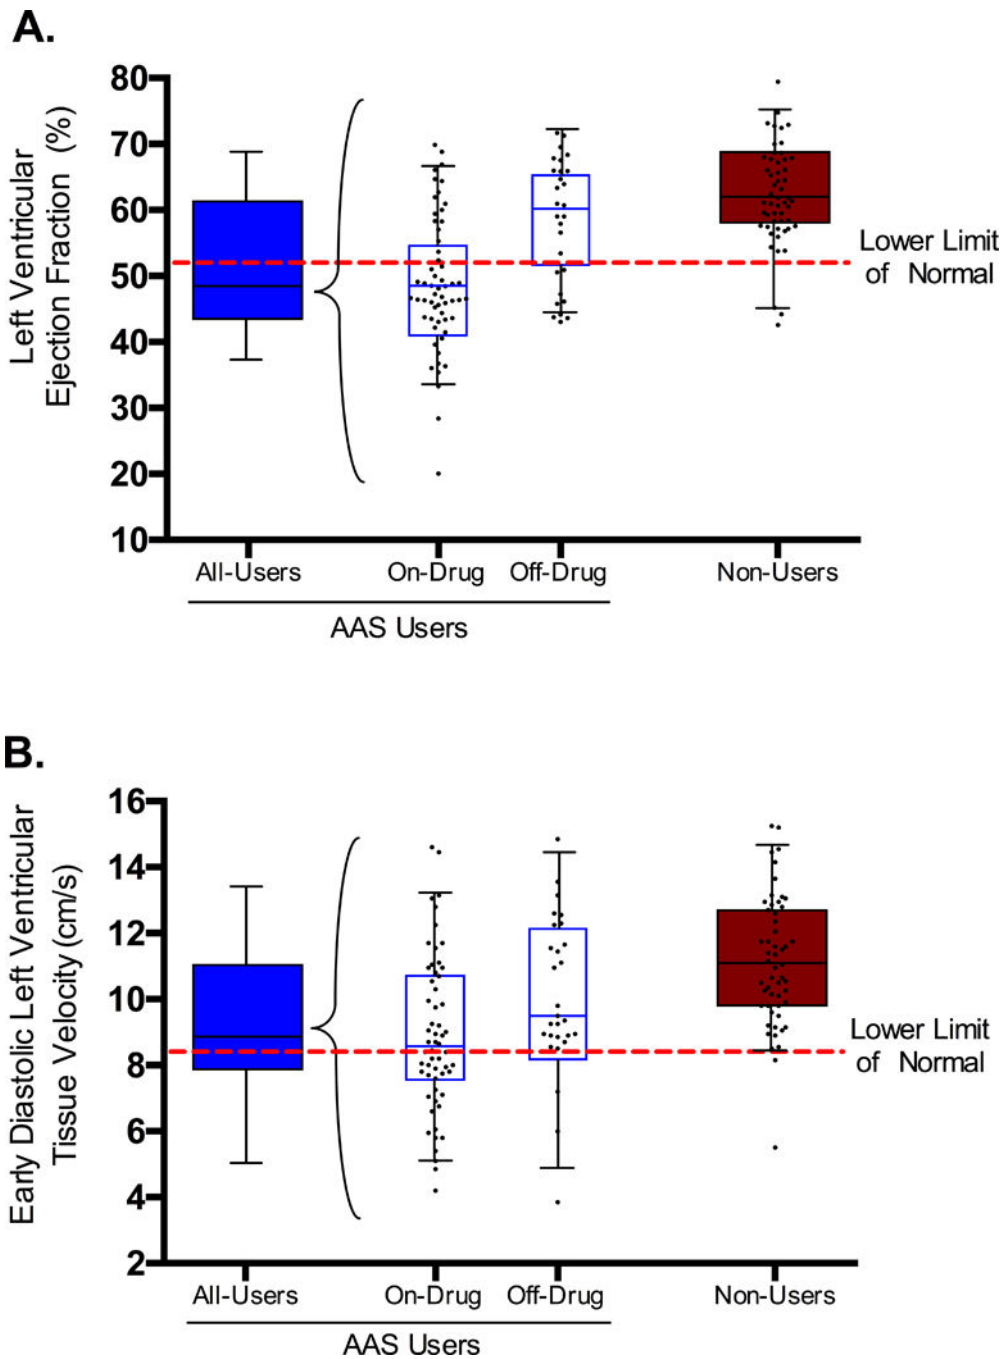 A.
Left Ventricular
Ejection Fraction (%)
80
70
60
50
40
30
20
10
Lower Limit
of Normal
All-Users
On-Drug
Off-Drug
Non-Users
AAS Users
B.
Early Diastolic Left Ventricular
Tissue Velocity (cm/s)
16
14
12
10
8
6
4
2
Lower Limit
of Normal
All-Users
On-Drug
Off-Drug
Non-Users
AAS Users